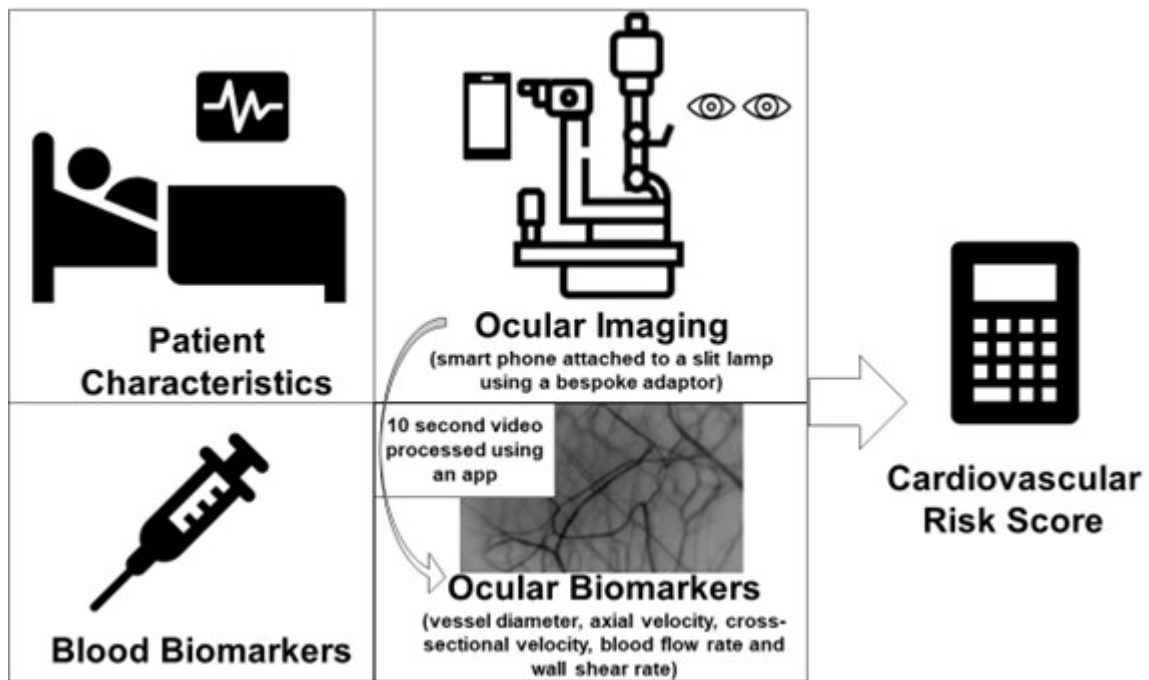 Patient
Characteristics
Ocular Imaging
(smart phone attached to a slit lamp
using a bespoke adaptor)
Blood Biomarkers
10 second video
processed using
an app
Ocular Biomarkers
(vessel diameter, axial velocity, cross-
sectional velocity, blood flow rate and
wall shear rate)
Cardiovascular
Risk Score